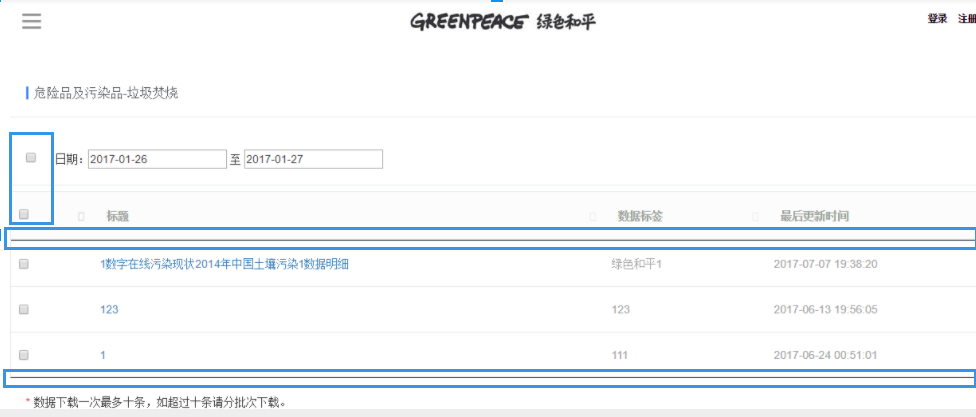 GREENPEACE 绿色和平
登录 注册
危险品及污染品-垃圾焚烧
日期: 2017-01-26 至 2017-01-27
标题 数据标签 最后更新时间
1数字在线污染现状2014年中国土壤污染1数据明细 绿色和平1 2017-07-07 19:38:20
123 123 2017-06-13 19:56:05
1 111 2017-06-24 00:51:01
* 数据下载一次最多十条，如超过十条请分批次下载。